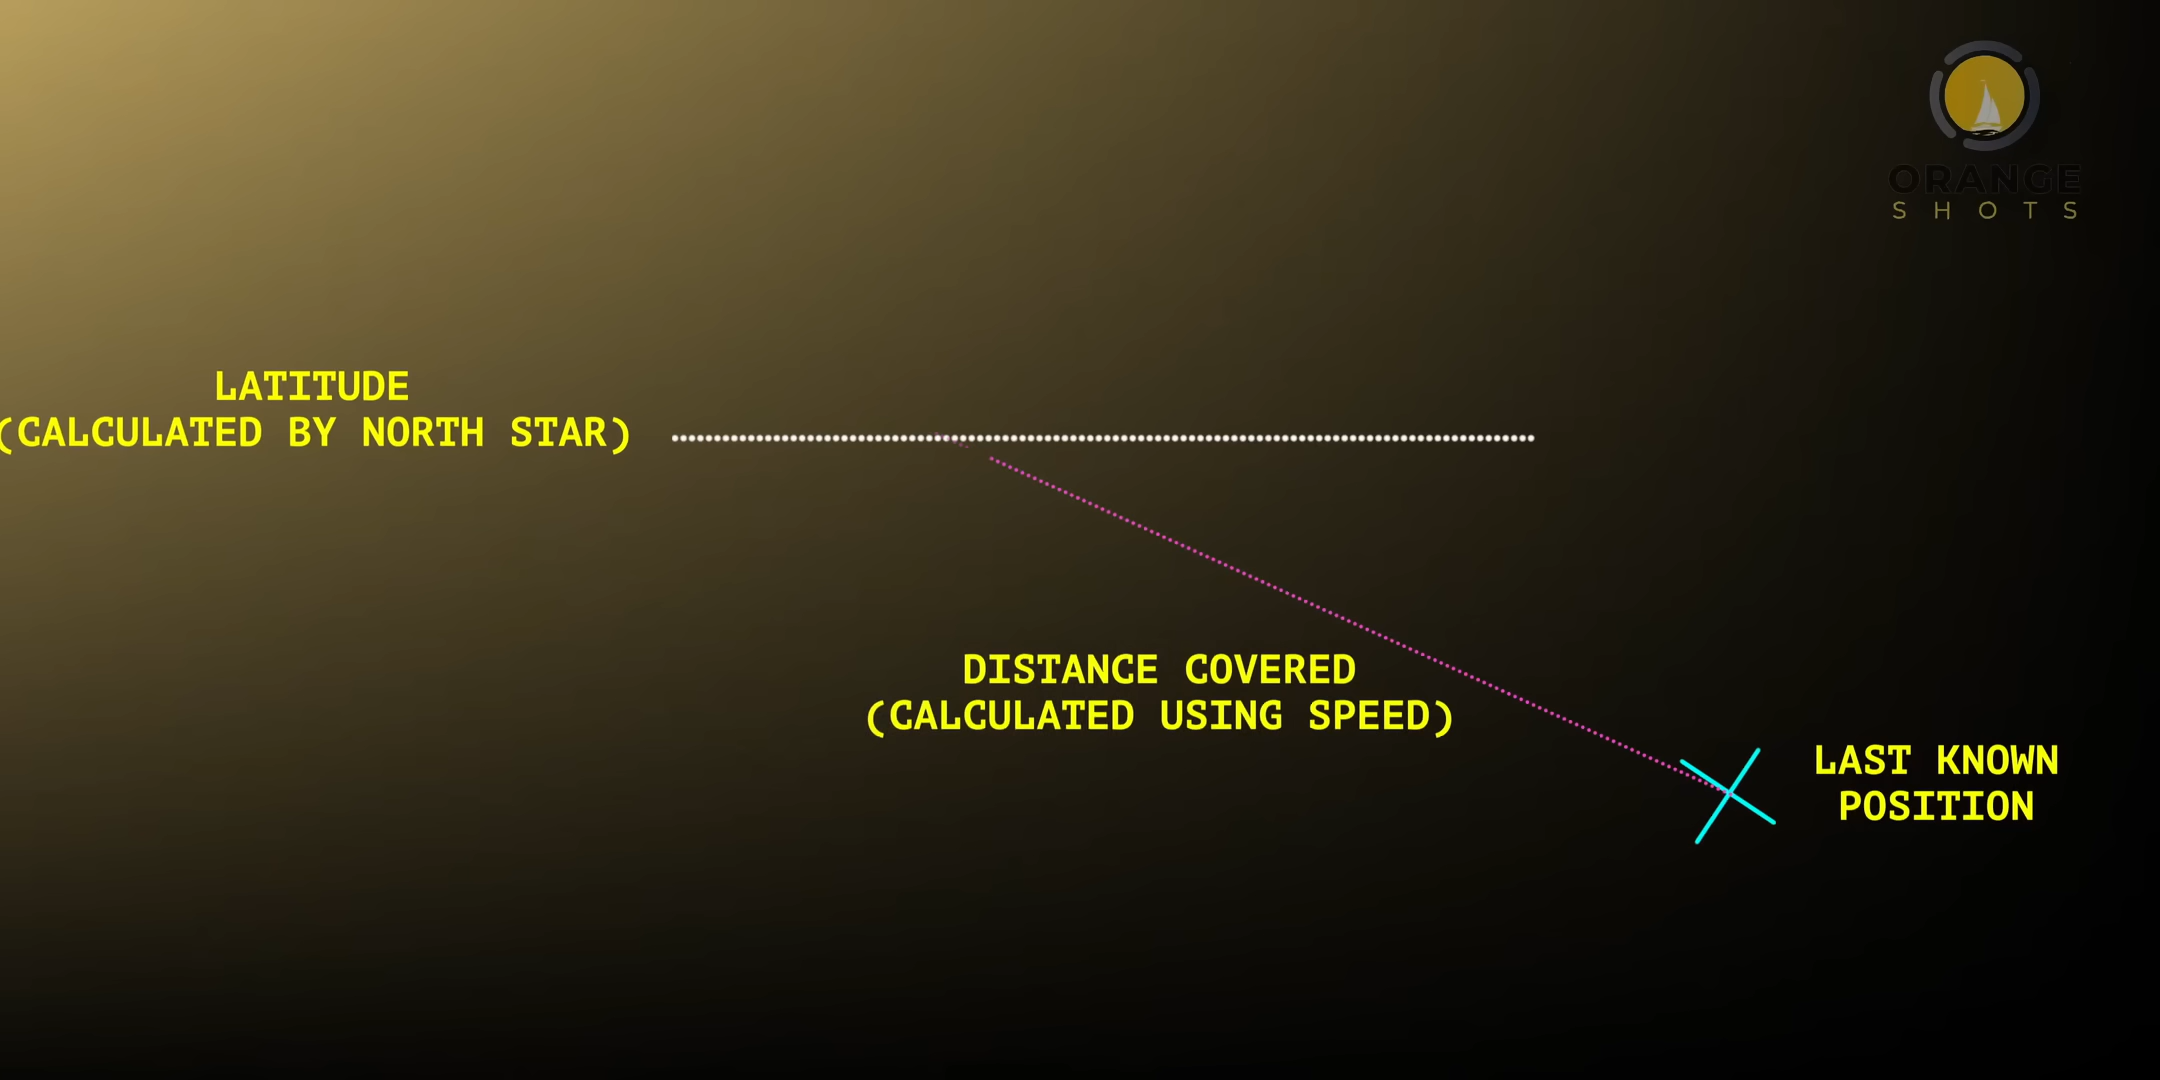 ORANGE
SHOTS
LATITUDE
(CALCULATED BY NORTH STAR)
DISTANCE COVERED
(CALCULATED USING SPEED)
LAST KNOWN
POSITION